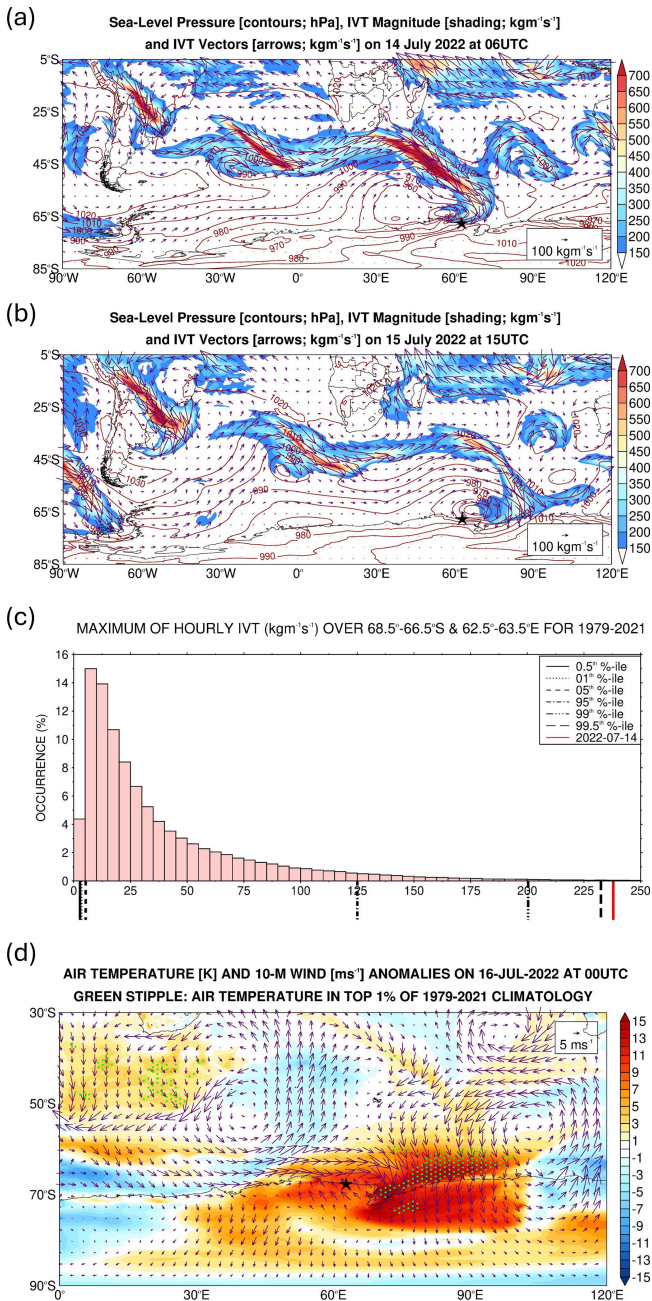 (a)
Sea-Level Pressure [contours; hPa], IVT Magnitude [shading; kgm⁻¹s⁻¹]
and IVT Vectors [arrows; kgm⁻¹s⁻¹] on 14 July 2022 at 06UTC
5°S
25°S
45°S
65°S
85°S
90°W 60°W 30°W 0° 30°E 60°E 90°E 120°E
700
650
600
550
500
450
400
350
300
250
200
150
100 kgm⁻¹s⁻¹
(b)
Sea-Level Pressure [contours; hPa], IVT Magnitude [shading; kgm⁻¹s⁻¹]
and IVT Vectors [arrows; kgm⁻¹s⁻¹] on 15 July 2022 at 15UTC
5°S
25°S
45°S
65°S
85°S
90°W 60°W 30°W 0° 30°E 60°E 90°E 120°E
700
650
600
550
500
450
400
350
300
250
200
150
100 kgm⁻¹s⁻¹
(c)
MAXIMUM OF HOURLY IVT (kgm⁻¹s⁻¹) OVER 68.5°-66.5°S & 62.5°-63.5°E FOR 1979-2021
OCCURRENCE (%)
16
14
12
10
8
6
4
2
0
0 25 50 75 100 125 150 175 200 225 250
0.5ᵗʰ %-ile
01ᵗʰ %-ile
05ᵗʰ %-ile
95ᵗʰ %-ile
99ᵗʰ %-ile
99.5ᵗʰ %-ile
2022-07-14
(d)
AIR TEMPERATURE [K] AND 10-M WIND [ms⁻¹] ANOMALIES ON 16-JUL-2022 AT 00UTC
GREEN STIPPLE: AIR TEMPERATURE IN TOP 1% OF 1979-2021 CLIMATOLOGY
30°S
50°S
70°S
90°S
0° 30°E 60°E 90°E 120°E
5 ms⁻¹
15
13
11
9
7
5
4
3
2
1
-1
-2
-3
-4
-5
-7
-9
-11
-13
-15